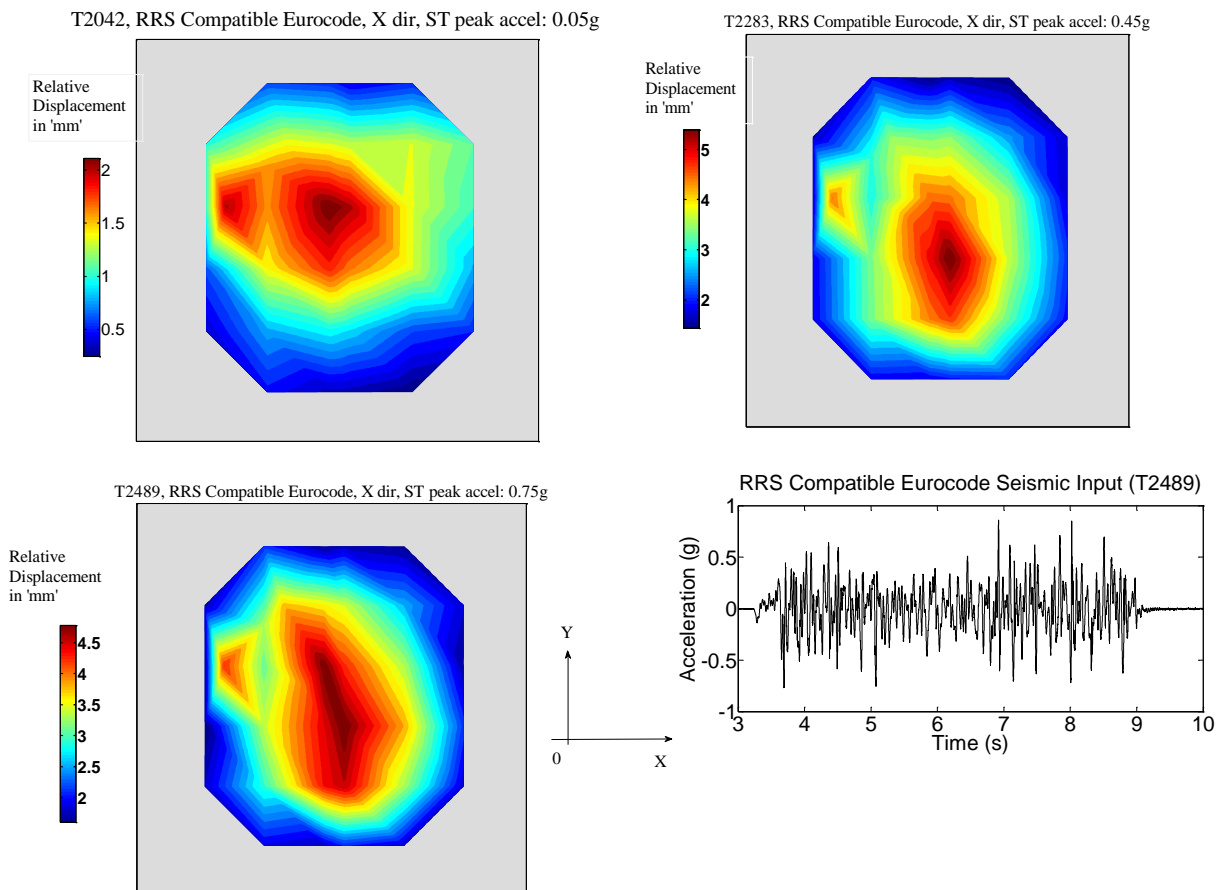 T2042, RRS Compatible Eurocode, X dir, ST peak accel: 0.05g
Relative
Displacement
in 'mm'
2
1.5
1
0.5
T2283, RRS Compatible Eurocode, X dir, ST peak accel: 0.45g
Relative
Displacement
in 'mm'
5
4
3
2
T2489, RRS Compatible Eurocode, X dir, ST peak accel: 0.75g
Relative
Displacement
in 'mm'
4.5
4
3.5
3
2.5
2
Y
0
X
RRS Compatible Eurocode Seismic Input (T2489)
Acceleration (g)
1
0.5
0
-0.5
-1
3 4 5 6 7 8 9 10
Time (s)